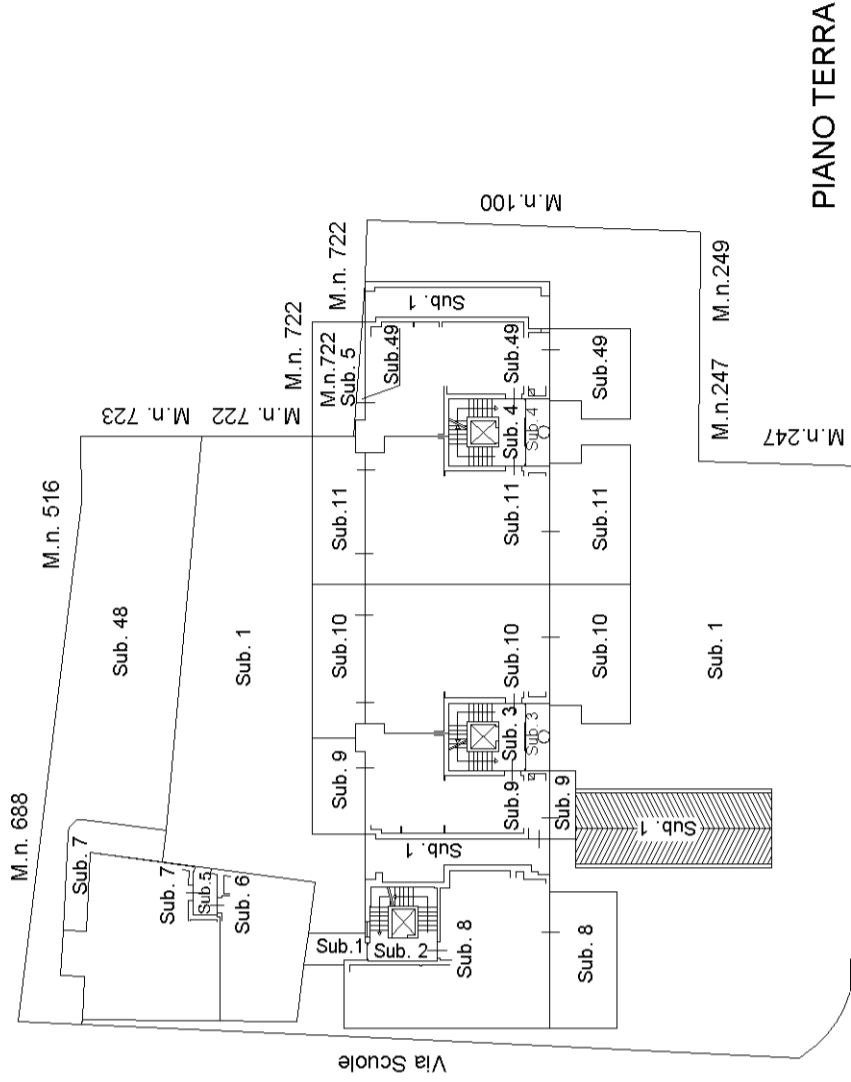 PIANO TERRA
M.n. 688
M.n. 516
M.n. 723
M.n. 722
M.n. 722
M.n. 722
M.n.100
M.n.249
M.n.247
M.n.247
Via Scuole
Sub. 48
Sub. 1
Sub. 7
Sub. 7
Sub.5
Sub. 6
M.n.722
Sub. 5
Sub.49
Sub. 1
Sub. 9
Sub.10
Sub.11
Sub.1
Sub. 2
Sub. 8
Sub. 1
Sub.9
Sub. 3
Sub. 3
Sub.10
Sub.11
Sub. 4
Sub. 4
Sub.49
Sub. 8
Sub. 9
Sub. 1
Sub.10
Sub.11
Sub.49
Sub. 1